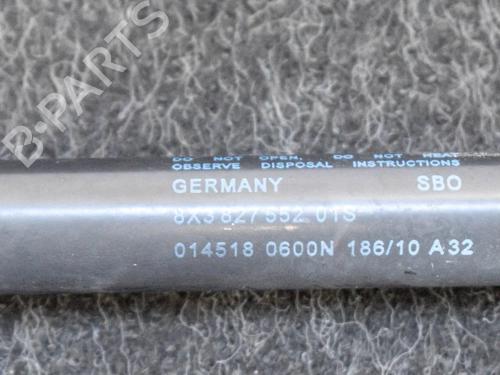 B-PARTS
DO NOT OPEN, DO NOT HEAT
OBSERVE DISPOSAL INSTRUCTIONS
GERMANY SBO
8X3 827 552 01S
014518 0600N 186/10 A32